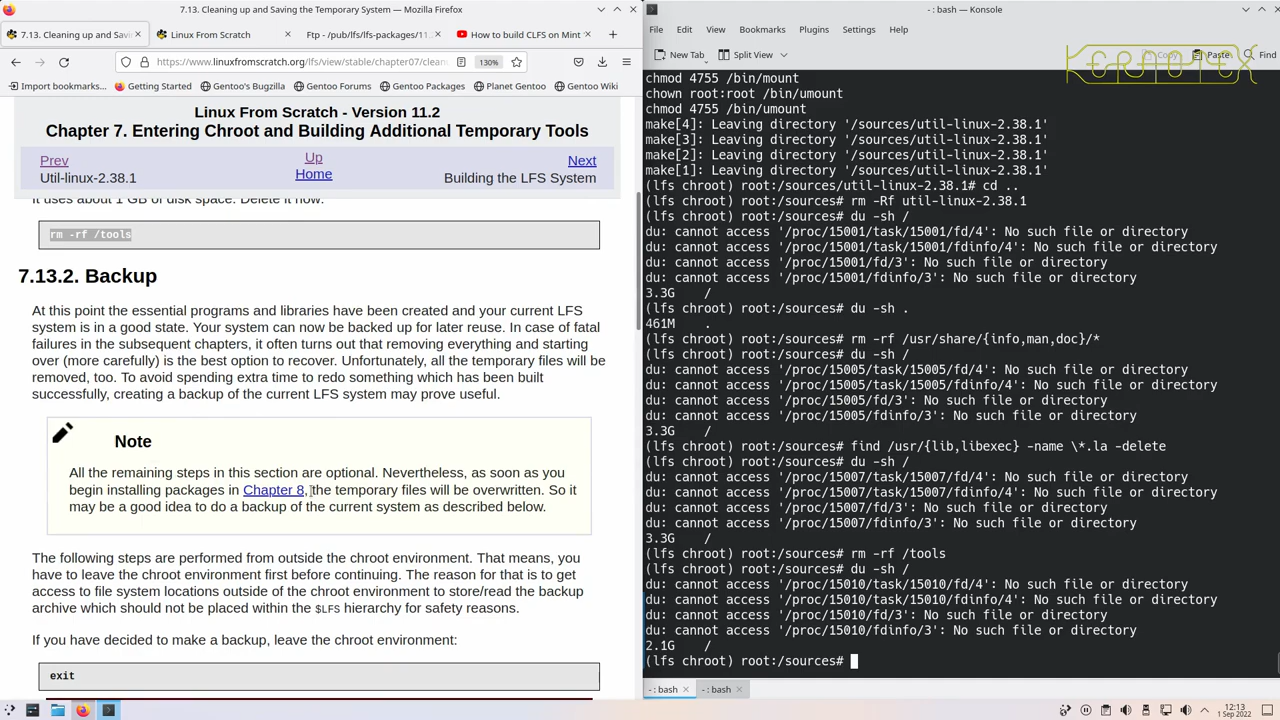 7.13. Cleaning up and Saving the Temporary System — Mozilla Firefox
7.13. Cleaning up and Savi
Linux From Scratch
Ftp - /pub/lfs/lfs-packages/11.
How to build CLFS on Mint
https://www.linuxfromscratch.org/lfs/view/stable/chapter07/clean
130%
Import bookmarks...
Getting Started
Gentoo's Bugzilla
Gentoo Forums
Gentoo Packages
Planet Gentoo
Gentoo Wiki
Linux From Scratch - Version 11.2
Chapter 7. Entering Chroot and Building Additional Temporary Tools
Prev
Up
Next
Util-linux-2.38.1
Home
Building the LFS System
It uses about 1 GB of disk space. Delete it now:
rm -rf /tools
7.13.2. Backup
At this point the essential programs and libraries have been created and your current LFS
system is in a good state. Your system can now be backed up for later reuse. In case of fatal
failures in the subsequent chapters, it often turns out that removing everything and starting
over (more carefully) is the best option to recover. Unfortunately, all the temporary files will be
removed, too. To avoid spending extra time to redo something which has been built
successfully, creating a backup of the current LFS system may prove useful.
Note
All the remaining steps in this section are optional. Nevertheless, as soon as you
begin installing packages in Chapter 8, the temporary files will be overwritten. So it
may be a good idea to do a backup of the current system as described below.
The following steps are performed from outside the chroot environment. That means, you
have to leave the chroot environment first before continuing. The reason for that is to get
access to file system locations outside of the chroot environment to store/read the backup
archive which should not be placed within the $LFS hierarchy for safety reasons.
If you have decided to make a backup, leave the chroot environment:
exit
- : bash — Konsole
File Edit View Bookmarks Plugins Settings Help
New Tab
Split View
Copy
Paste
Find
KERNOTEX
chmod 4755 /bin/mount
chown root:root /bin/umount
chmod 4755 /bin/umount
make[4]: Leaving directory '/sources/util-linux-2.38.1'
make[3]: Leaving directory '/sources/util-linux-2.38.1'
make[2]: Leaving directory '/sources/util-linux-2.38.1'
make[1]: Leaving directory '/sources/util-linux-2.38.1'
(lfs chroot) root:/sources/util-linux-2.38.1# cd ..
(lfs chroot) root:/sources# rm -Rf util-linux-2.38.1
(lfs chroot) root:/sources# du -sh /
du: cannot access '/proc/15001/task/15001/fd/4': No such file or directory
du: cannot access '/proc/15001/task/15001/fdinfo/4': No such file or directory
du: cannot access '/proc/15001/fd/3': No such file or directory
du: cannot access '/proc/15001/fdinfo/3': No such file or directory
3.3G /
(lfs chroot) root:/sources# du -sh .
461M .
(lfs chroot) root:/sources# rm -rf /usr/share/{info,man,doc}/*
(lfs chroot) root:/sources# du -sh /
du: cannot access '/proc/15005/task/15005/fd/4': No such file or directory
du: cannot access '/proc/15005/task/15005/fdinfo/4': No such file or directory
du: cannot access '/proc/15005/fd/3': No such file or directory
du: cannot access '/proc/15005/fdinfo/3': No such file or directory
3.3G /
(lfs chroot) root:/sources# find /usr/{lib,libexec} -name \*.la -delete
(lfs chroot) root:/sources# du -sh /
du: cannot access '/proc/15007/task/15007/fd/4': No such file or directory
du: cannot access '/proc/15007/task/15007/fdinfo/4': No such file or directory
du: cannot access '/proc/15007/fd/3': No such file or directory
du: cannot access '/proc/15007/fdinfo/3': No such file or directory
3.3G /
(lfs chroot) root:/sources# rm -rf /tools
(lfs chroot) root:/sources# du -sh /
du: cannot access '/proc/15010/task/15010/fd/4': No such file or directory
du: cannot access '/proc/15010/task/15010/fdinfo/4': No such file or directory
du: cannot access '/proc/15010/fd/3': No such file or directory
du: cannot access '/proc/15010/fdinfo/3': No such file or directory
2.1G /
(lfs chroot) root:/sources#
- : bash
- : bash
12:13
1 Sep 2022